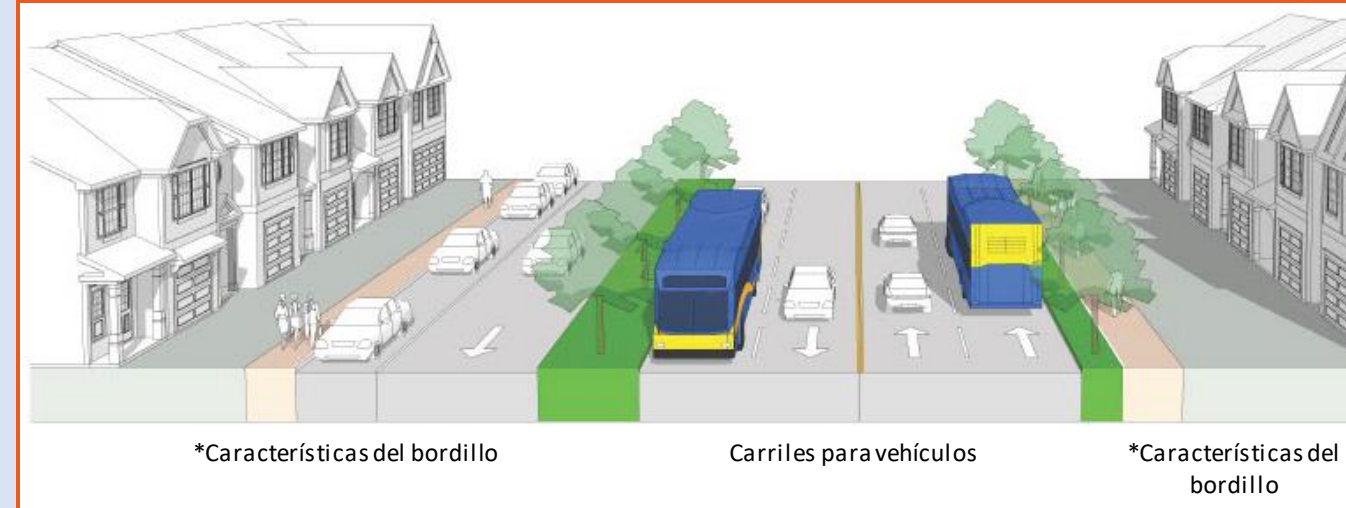 *Características del bordillo
Carriles para vehículos
*Características del
bordillo